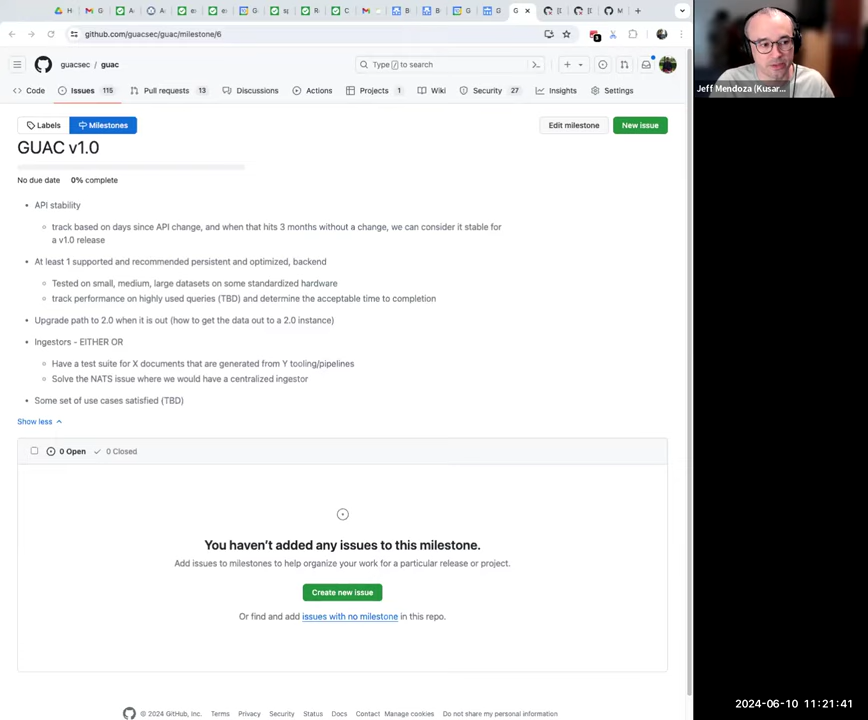 github.com/guacsec/guac/milestone/6
guacsec / guac
Type / to search
Code
Issues 115
Pull requests 13
Discussions
Actions
Projects 1
Wiki
Security 27
Insights
Settings
Labels
Milestones
Edit milestone
New issue
GUAC v1.0
No due date 0% complete
• API stability
track based on days since API change, and when that hits 3 months without a change, we can consider it stable for
a v1.0 release
• At least 1 supported and recommended persistent and optimized, backend
Tested on small, medium, large datasets on some standardized hardware
track performance on highly used queries (TBD) and determine the acceptable time to completion
• Upgrade path to 2.0 when it is out (how to get the data out to a 2.0 instance)
• Ingestors - EITHER OR
Have a test suite for X documents that are generated from Y tooling/pipelines
Solve the NATS issue where we would have a centralized ingestor
• Some set of use cases satisfied (TBD)
Show less
0 Open 0 Closed
You haven't added any issues to this milestone.
Add issues to milestones to help organize your work for a particular release or project.
Create new issue
Or find and add issues with no milestone in this repo.
© 2024 GitHub, Inc. Terms Privacy Security Status Docs Contact Manage cookies Do not share my personal information
Jeff Mendoza (Kusar...
2024-06-10 11:21:41